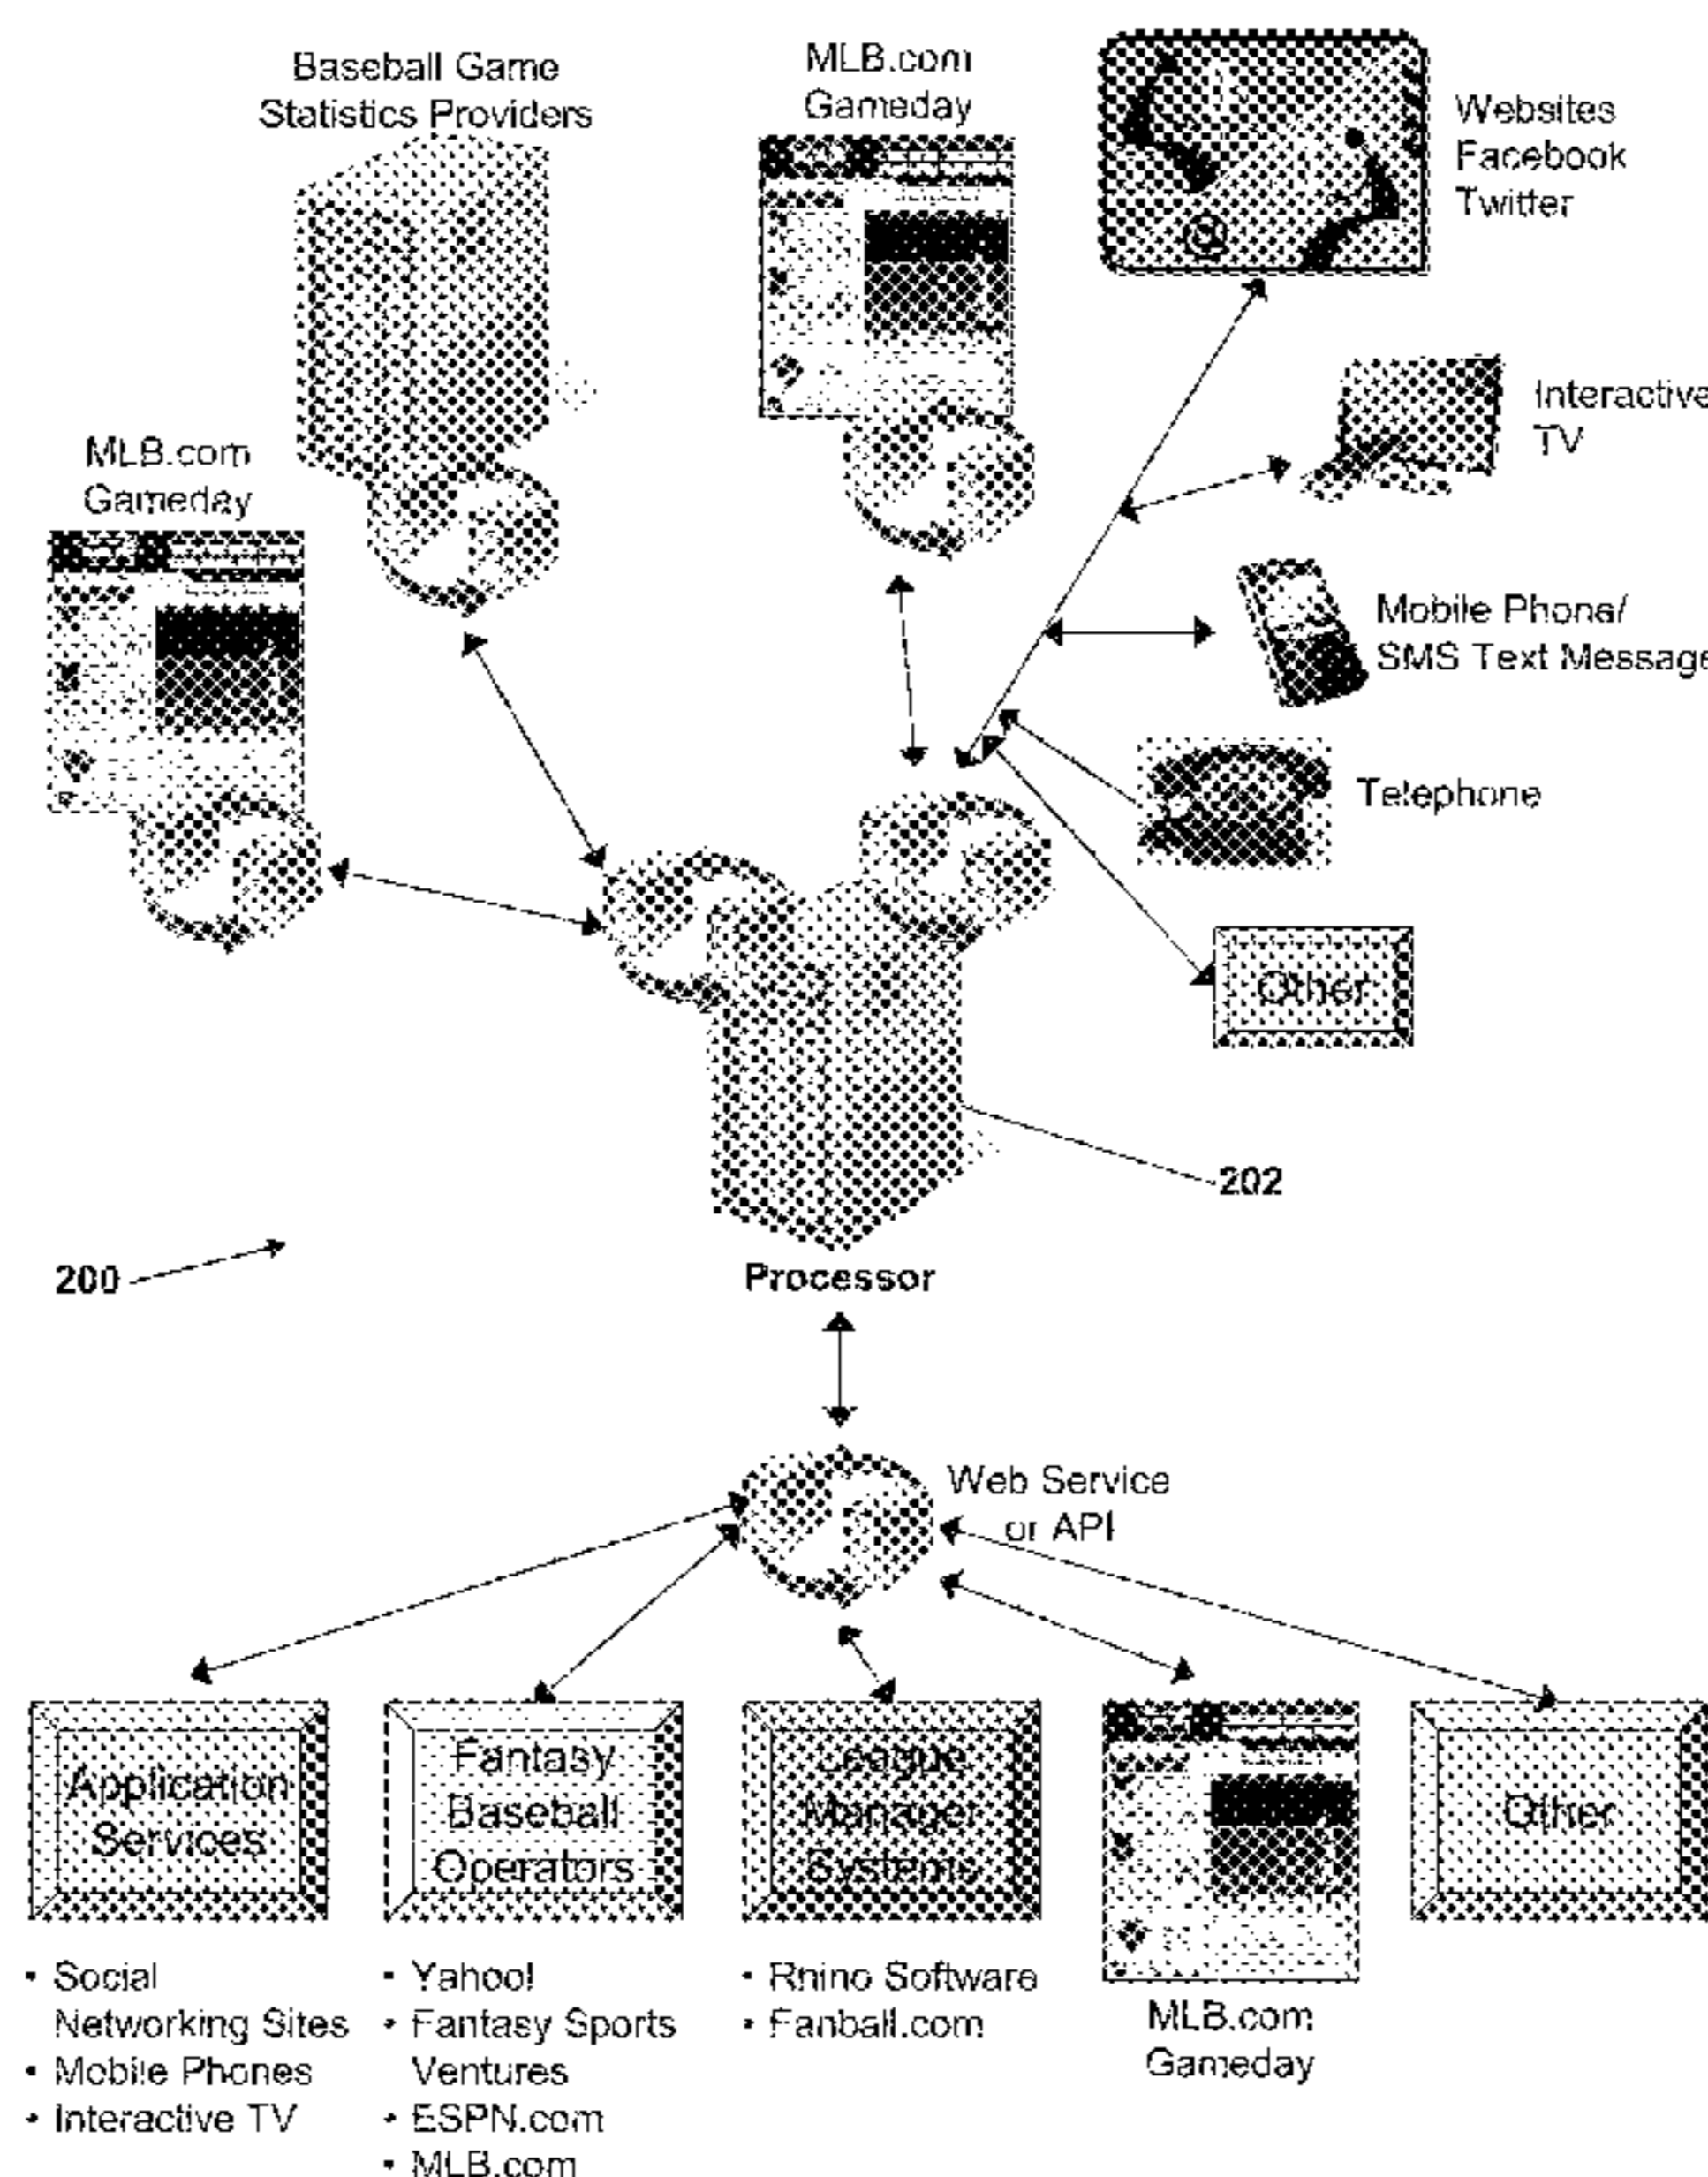 Baseball Game
Statistics Providers
MLB.com
Gameday
Websites
Facebook
Twitter
Interactive
TV
MLB.com
Gameday
Mobile Phone/
SMS Text Message
Telephone
Other
202
200
Processor
Web Service
or API
Application
Services
Fantasy
Baseball
Operators
League
Manager
Systems
Other
• Social
Networking Sites
• Mobile Phones
• Interactive TV
• Yahoo!
• Fantasy Sports
Ventures
• ESPN.com
• MLB.com
• Rhino Software
• Fanball.com
MLB.com
Gameday